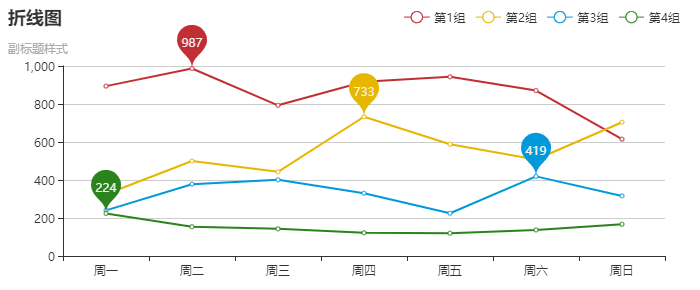 折线图
第1组 第2组 第3组 第4组
副标题样式
987
1,000
733
800
600
419
400
224
200
0
周一 周二 周三 周四 周五 周六 周日